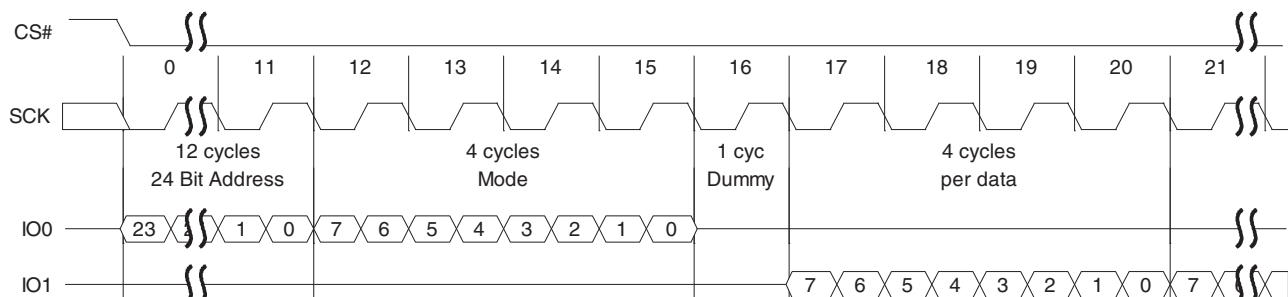 CS#
0 11 12 13 14 15 16 17 18 19 20 21
SCK
12 cycles 4 cycles 1 cyc 4 cycles
24 Bit Address Mode Dummy per data
IO0 23 1 0 7 6 5 4 3 2 1 0
IO1 7 6 5 4 3 2 1 0 7